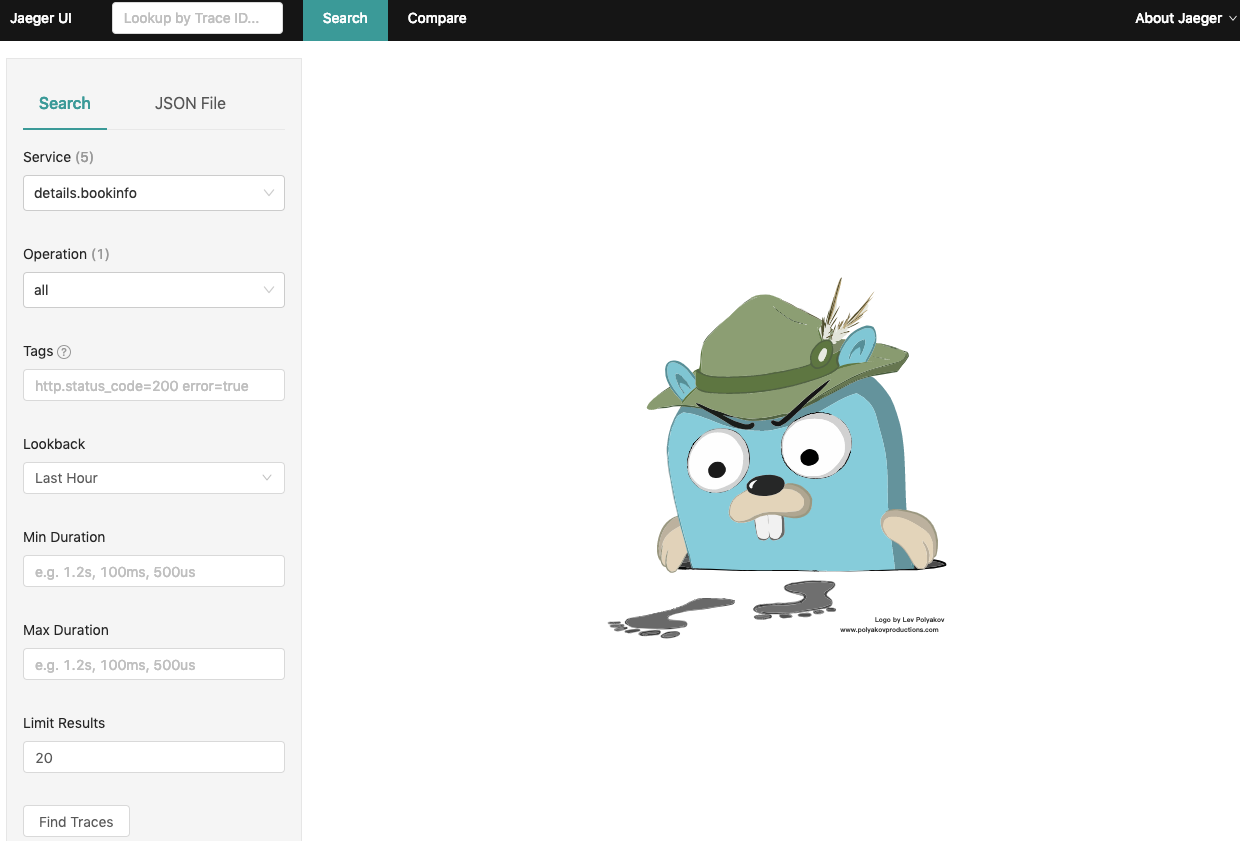 Jaeger UI Lookup by Trace ID... Search Compare About Jaeger
Search JSON File
Service (5)
details.bookinfo
Operation (1)
all
Tags ?
http.status_code=200 error=true
Lookback
Last Hour
Min Duration
e.g. 1.2s, 100ms, 500us
Max Duration
e.g. 1.2s, 100ms, 500us
Limit Results
20
Find Traces
Logo by Lev Polyakov
www.polyakovproductions.com